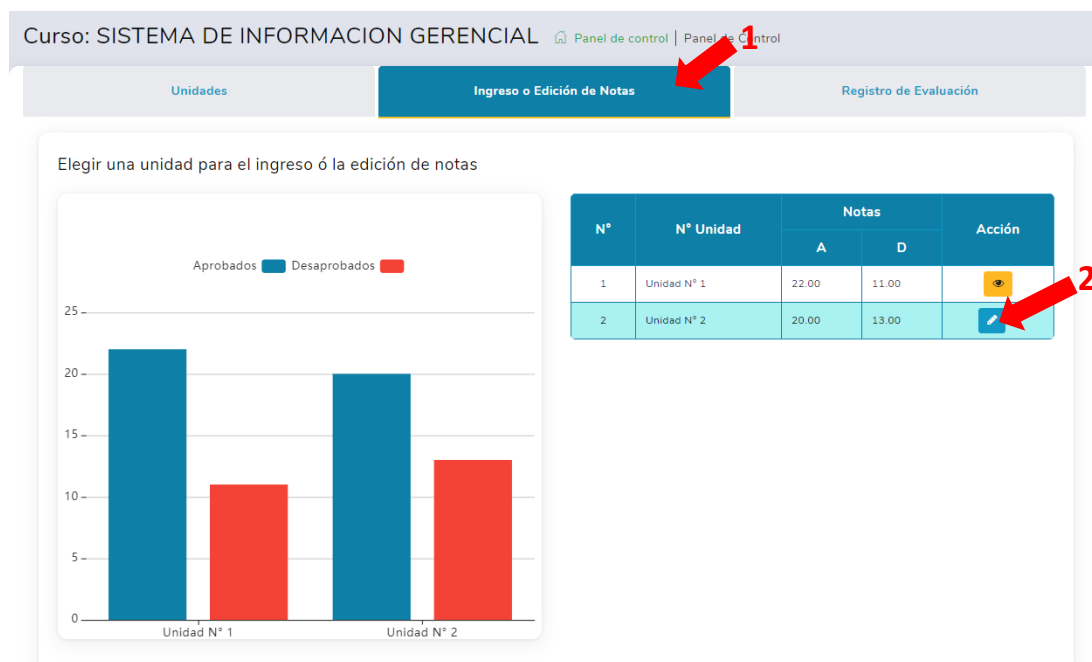 Curso: SISTEMA DE INFORMACION GERENCIAL Panel de control | Panel de Control
1
Unidades
Ingreso o Edición de Notas
Registro de Evaluación
Elegir una unidad para el ingreso ó la edición de notas
Aprobados Desaprobados
25
20
15
10
5
0
Unidad N° 1 Unidad N° 2
N° N° Unidad Notas Acción
A D
1 Unidad N° 1 22.00 11.00
2 Unidad N° 2 20.00 13.00
2